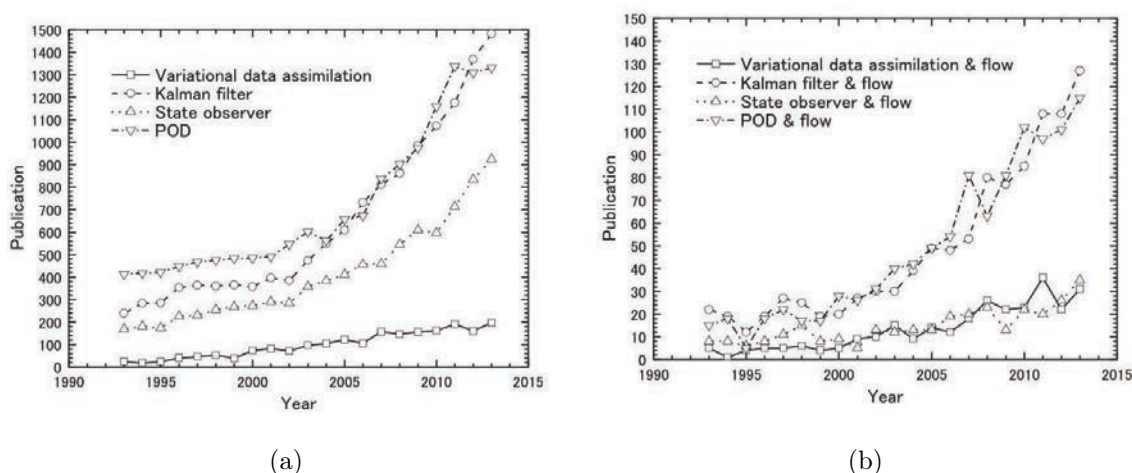 1500
1400
1300
1200
1100
1000
900
800
700
600
500
400
300
200
100
0
Publication
Variational data assimilation
Kalman filter
State observer
POD
1990 1995 2000 2005 2010 2015
Year
(a)
150
140
130
120
110
100
90
80
70
60
50
40
30
20
10
0
Publication
Variational data assimilation & flow
Kalman filter & flow
State observer & flow
POD & flow
1990 1995 2000 2005 2010 2015
Year
(b)